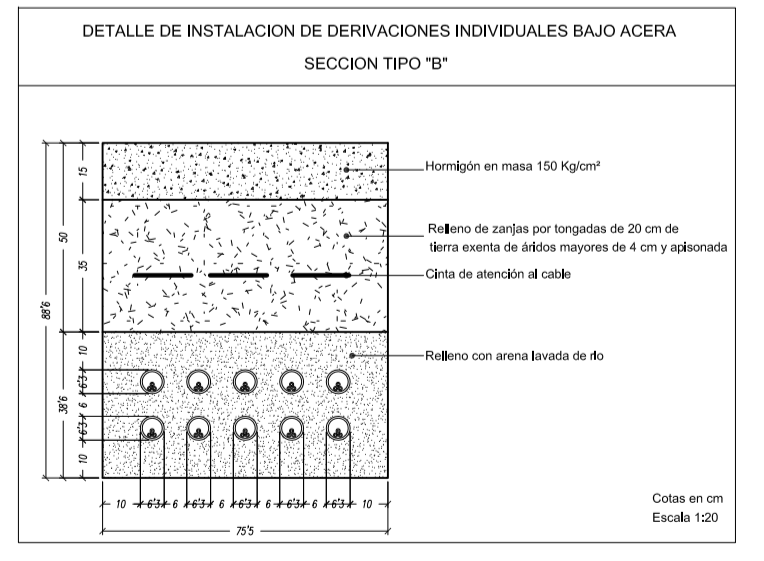 DETALLE DE INSTALACION DE DERIVACIONES INDIVIDUALES BAJO ACERA
SECCION TIPO "B"
Hormigón en masa 150 Kg/cm²
Relleno de zanjas por tongadas de 20 cm de
tierra exenta de áridos mayores de 4 cm y apisonada
Cinta de atención al cable
Relleno con arena lavada de río
88'6
50
38'6
15
35
10
6'3
6
6'3
10
10 6'3 6 6'3 6 6'3 6 6'3 6 6'3 10
75'5
Cotas en cm
Escala 1:20